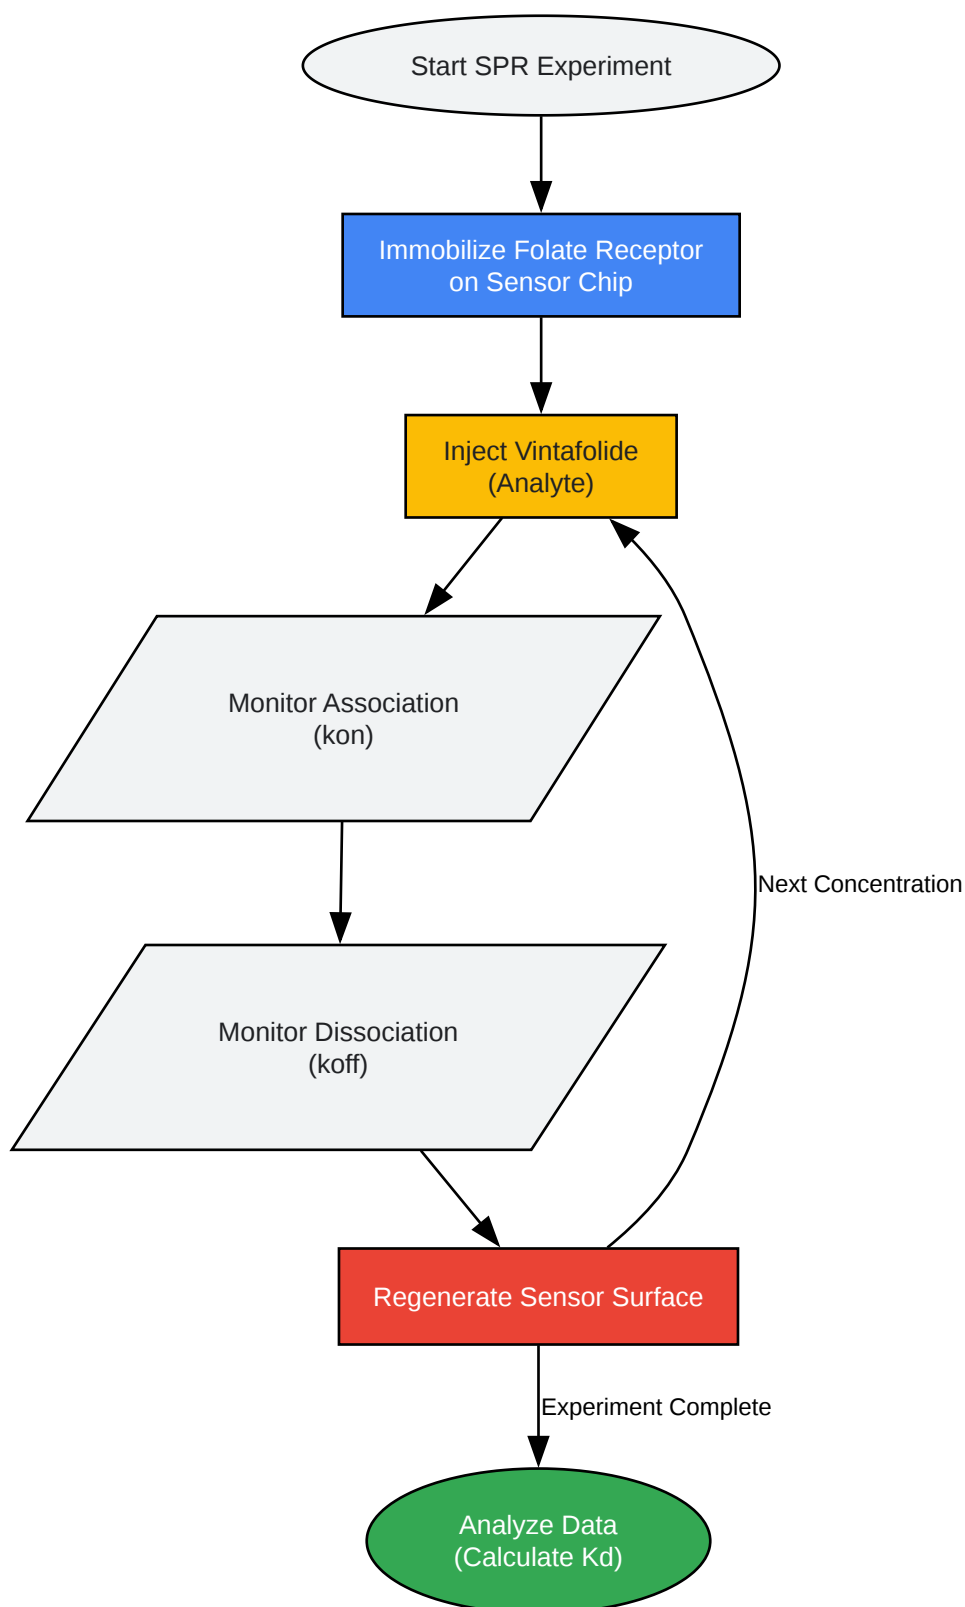 Start SPR Experiment
Immobilize Folate Receptor
on Sensor Chip
Inject Vintafolide
(Analyte)
Monitor Association
(kon)
Next Concentration
Monitor Dissociation
(koff)
Regenerate Sensor Surface
Experiment Complete
Analyze Data
(Calculate Kd)